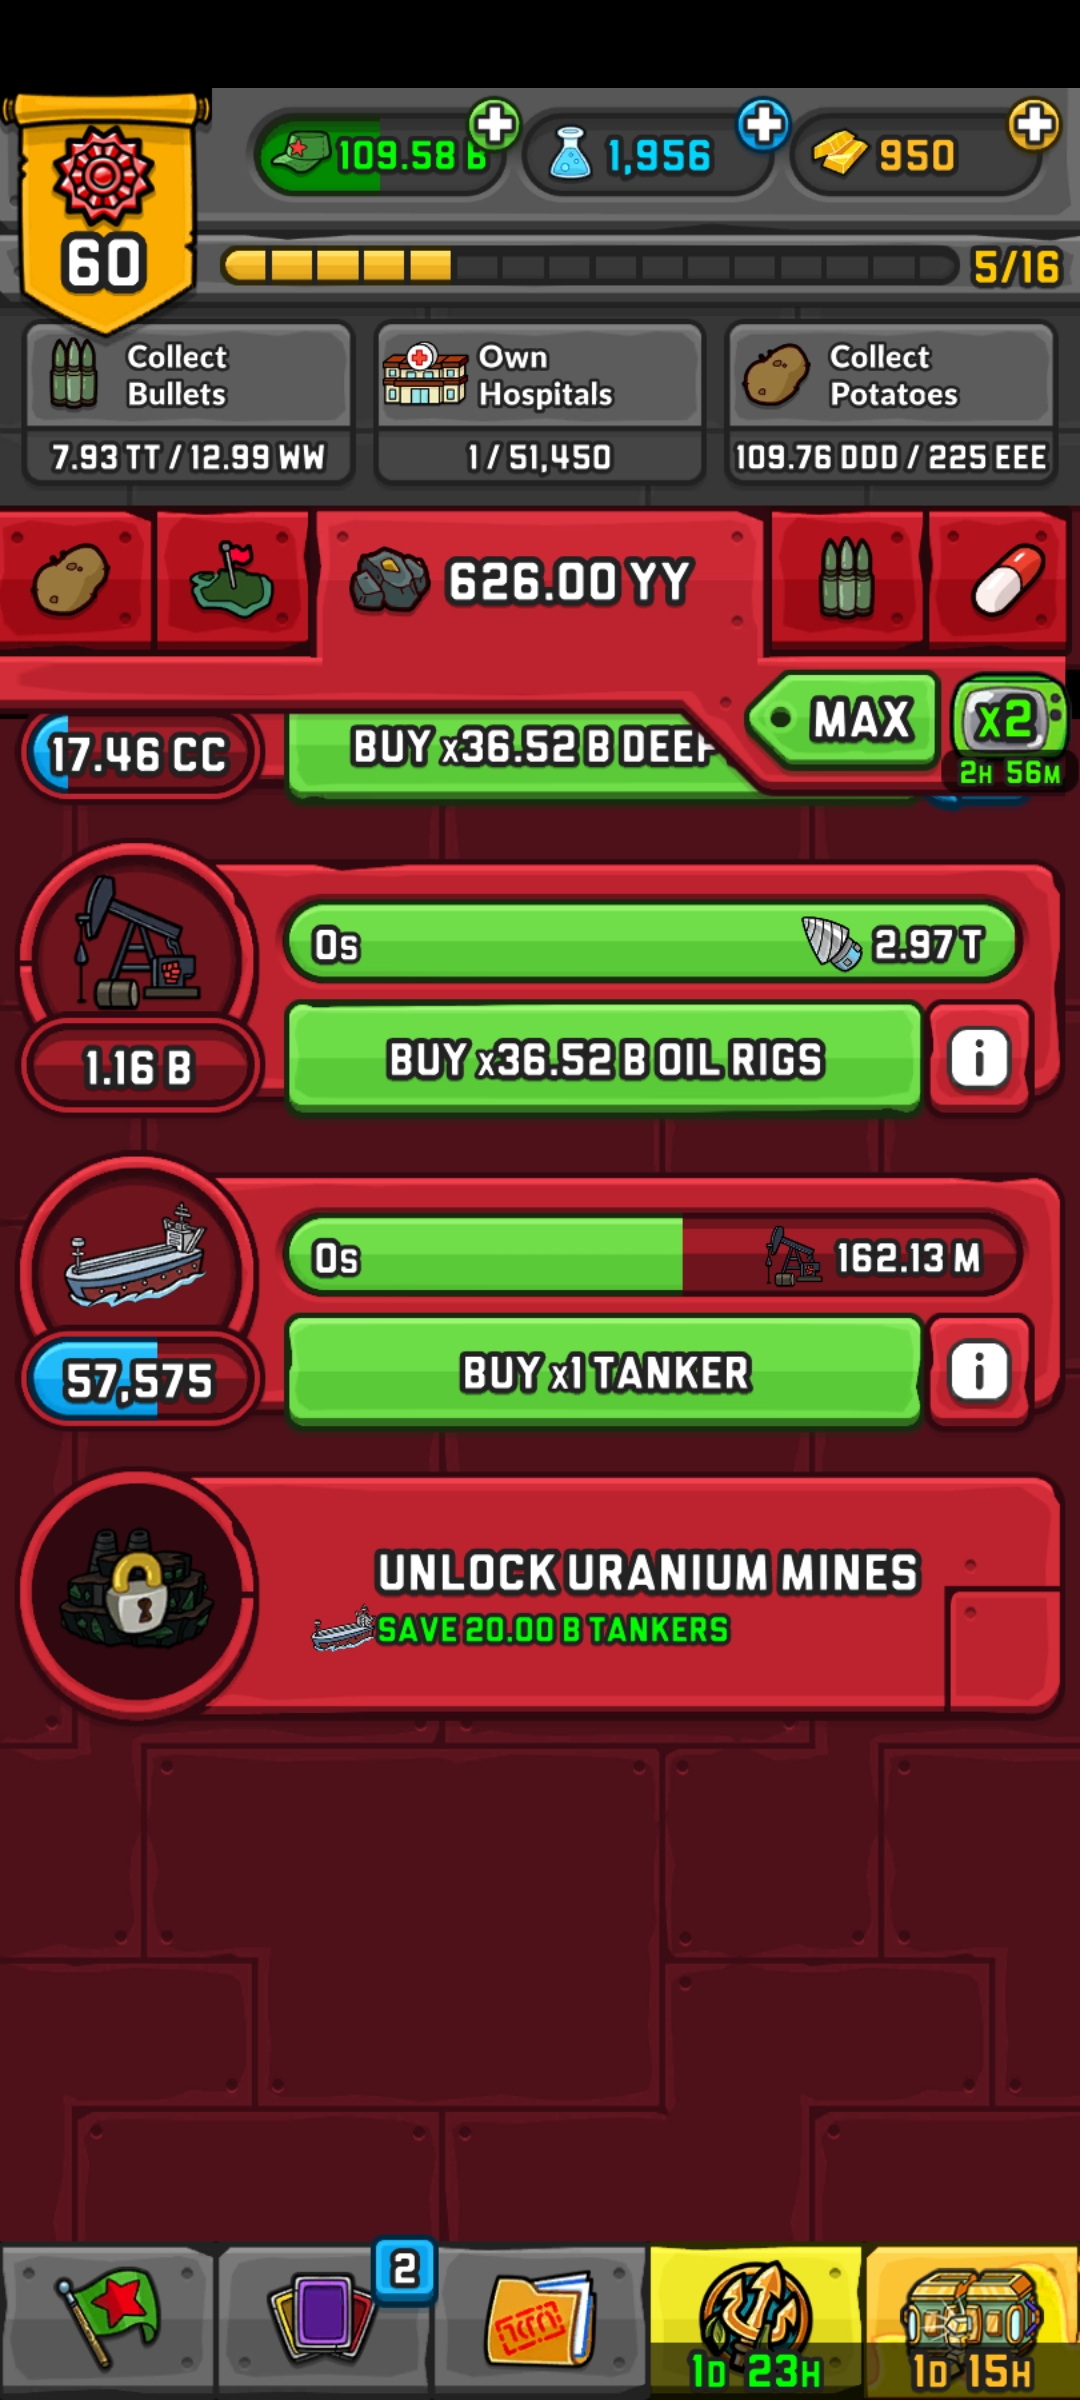 109.58 B
1,956
950
60
5/16
Collect
Bullets
7.93 TT / 12.99 WW
Own
Hospitals
1 / 51,450
Collect
Potatoes
109.76 DDD / 225 EEE
626.00 YY
MAX
x2
2H 56M
17.46 CC
BUY x36.52 B DEEP
0s
2.97 T
1.16 B
BUY x36.52 B OIL RIGS
i
0s
162.13 M
57,575
BUY x1 TANKER
i
UNLOCK URANIUM MINES
SAVE 20.00 B TANKERS
2
1D 23H
1D 15H